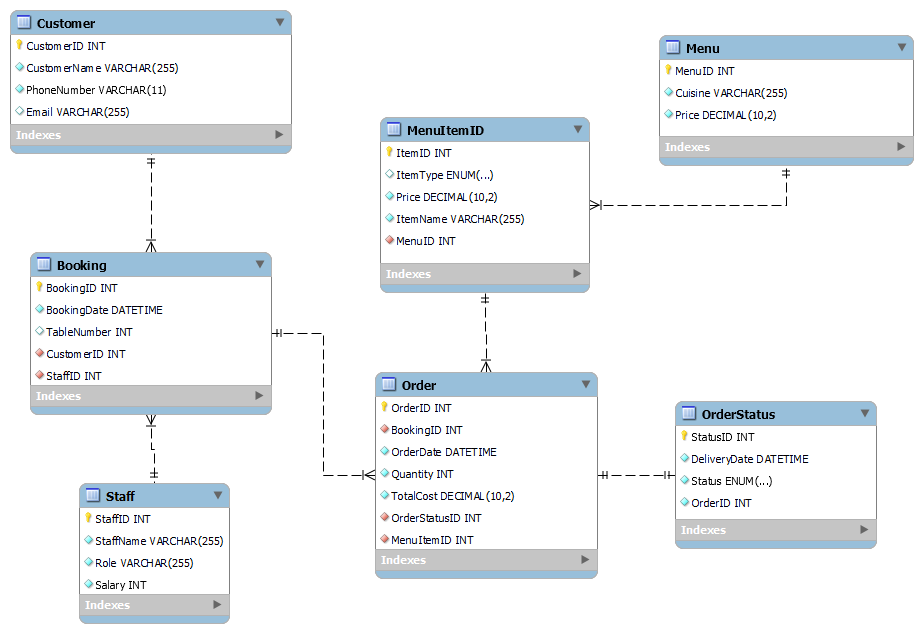 Customer
CustomerID INT
CustomerName VARCHAR(255)
PhoneNumber VARCHAR(11)
Email VARCHAR(255)
Indexes
Menu
MenuID INT
Cuisine VARCHAR(255)
Price DECIMAL(10,2)
Indexes
MenuItemID
ItemID INT
ItemType ENUM(...)
Price DECIMAL(10,2)
ItemName VARCHAR(255)
MenuID INT
Indexes
Booking
BookingID INT
BookingDate DATETIME
TableNumber INT
CustomerID INT
StaffID INT
Indexes
Order
OrderID INT
BookingID INT
OrderDate DATETIME
Quantity INT
TotalCost DECIMAL(10,2)
OrderStatusID INT
MenuItemID INT
Indexes
OrderStatus
StatusID INT
DeliveryDate DATETIME
Status ENUM(...)
OrderID INT
Indexes
Staff
StaffID INT
StaffName VARCHAR(255)
Role VARCHAR(255)
Salary INT
Indexes